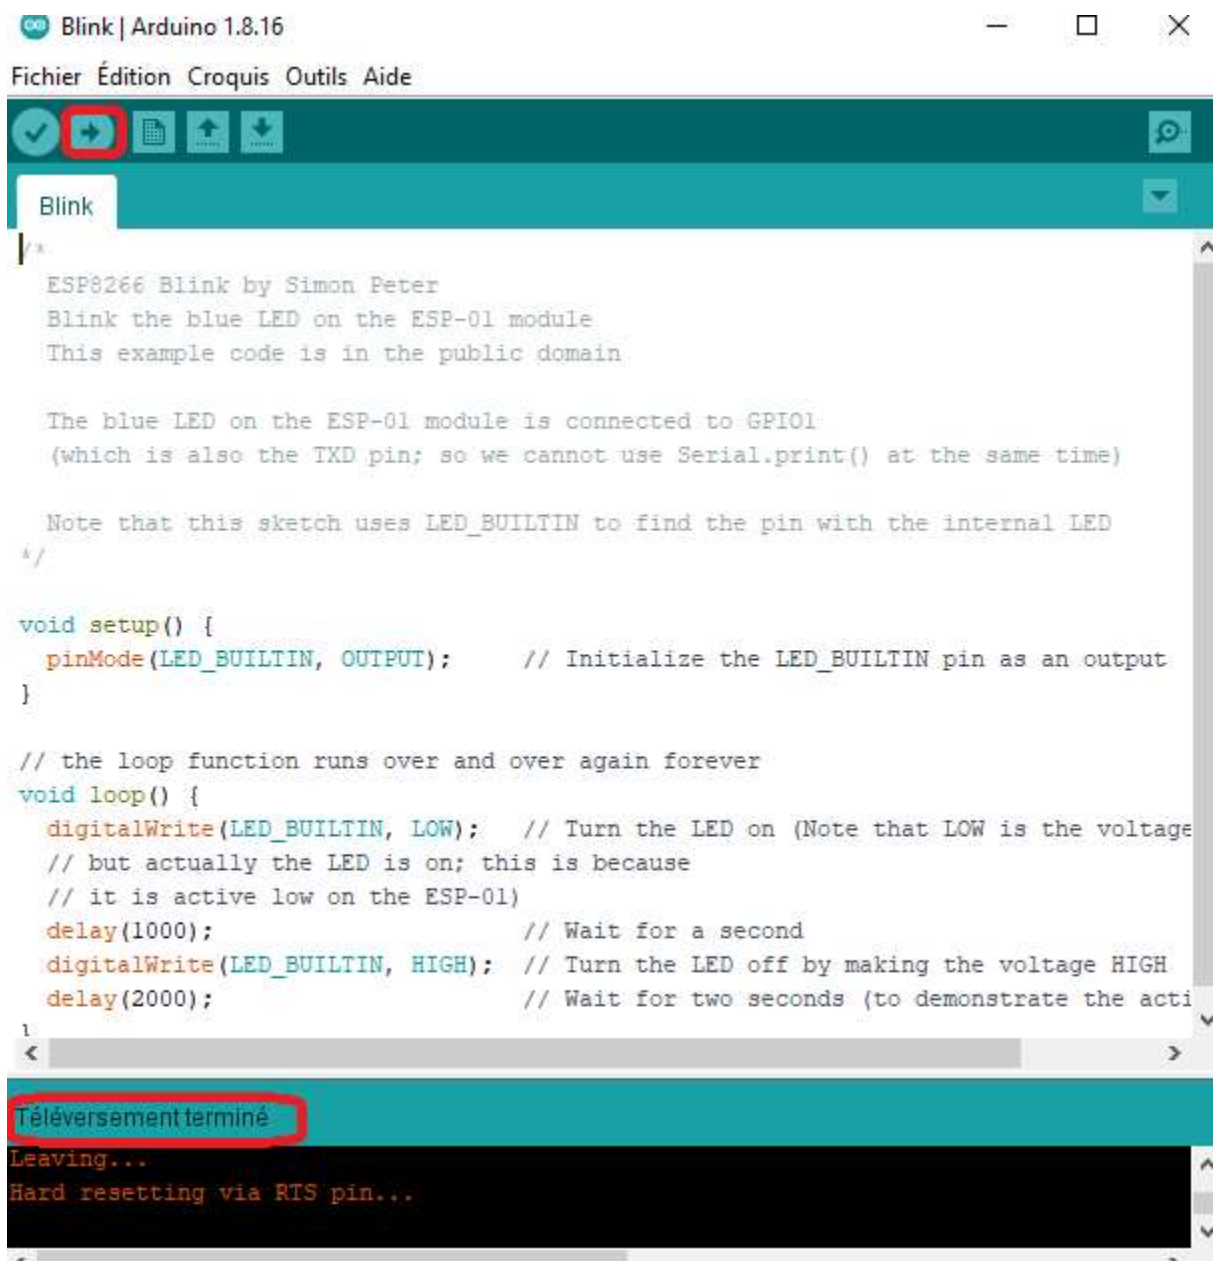 Blink | Arduino 1.8.16
Fichier Édition Croquis Outils Aide
Blink
/*
ESP8266 Blink by Simon Peter
Blink the blue LED on the ESP-01 module
This example code is in the public domain
The blue LED on the ESP-01 module is connected to GPIO1
(which is also the TXD pin; so we cannot use Serial.print() at the same time)
Note that this sketch uses LED_BUILTIN to find the pin with the internal LED
*/
void setup() {
pinMode(LED_BUILTIN, OUTPUT); // Initialize the LED_BUILTIN pin as an output
}
// the loop function runs over and over again forever
void loop() {
digitalWrite(LED_BUILTIN, LOW); // Turn the LED on (Note that LOW is the voltage
// but actually the LED is on; this is because
// it is active low on the ESP-01)
delay(1000); // Wait for a second
digitalWrite(LED_BUILTIN, HIGH); // Turn the LED off by making the voltage HIGH
delay(2000); // Wait for two seconds (to demonstrate the acti
}
Téléversement terminé
Leaving...
Hard resetting via RTS pin...